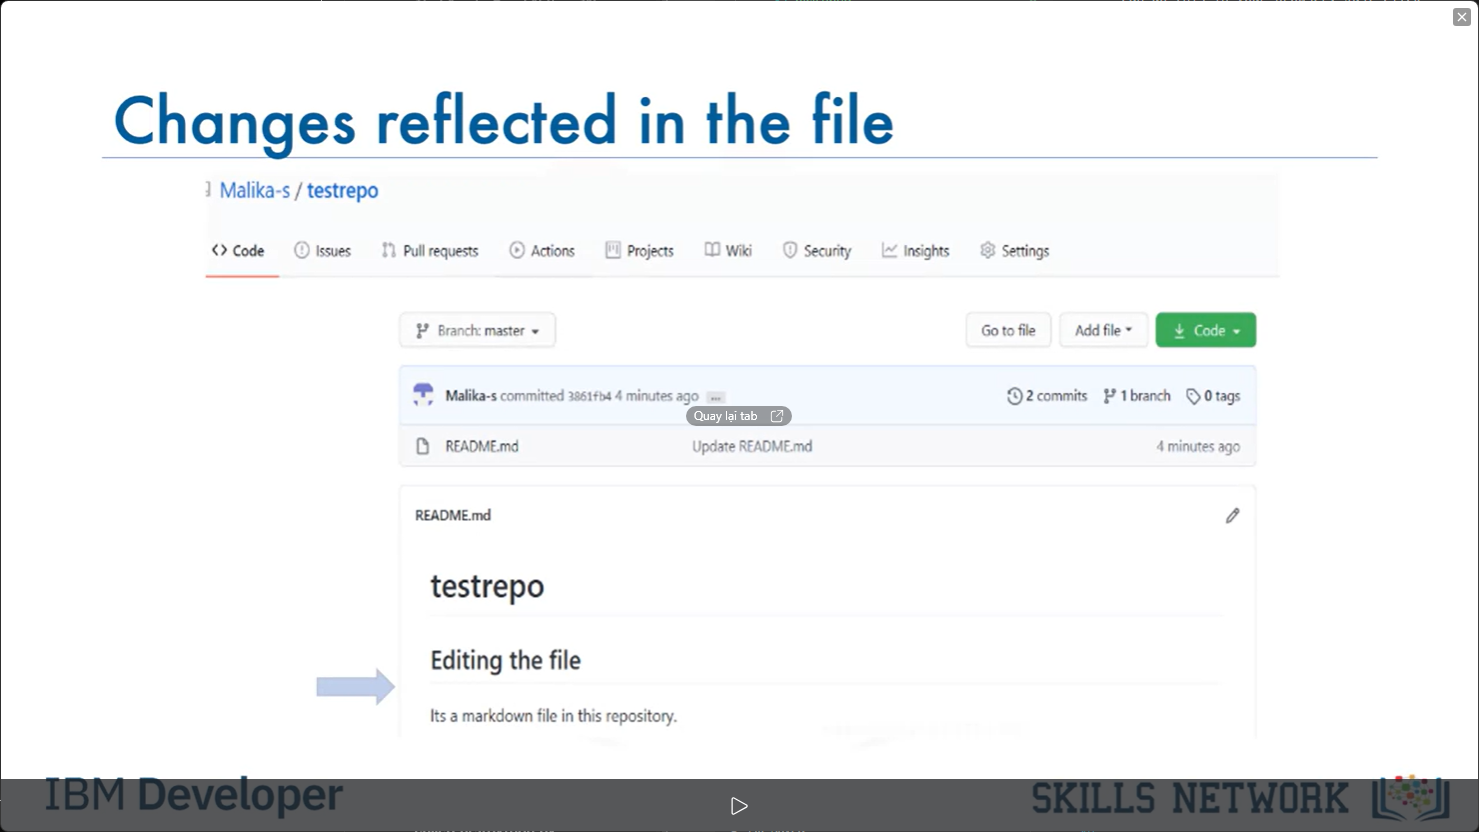 Changes reflected in the file
Malika-s / testrepo
Code Issues Pull requests Actions Projects Wiki Security Insights Settings
Branch: master Go to file Add file Code
Malika-s committed 3861fb4 4 minutes ago ... 2 commits 1 branch 0 tags
Quay lại tab
README.md Update README.md 4 minutes ago
README.md
testrepo
Editing the file
Its a markdown file in this repository.
IBM Developer SKILLS NETWORK